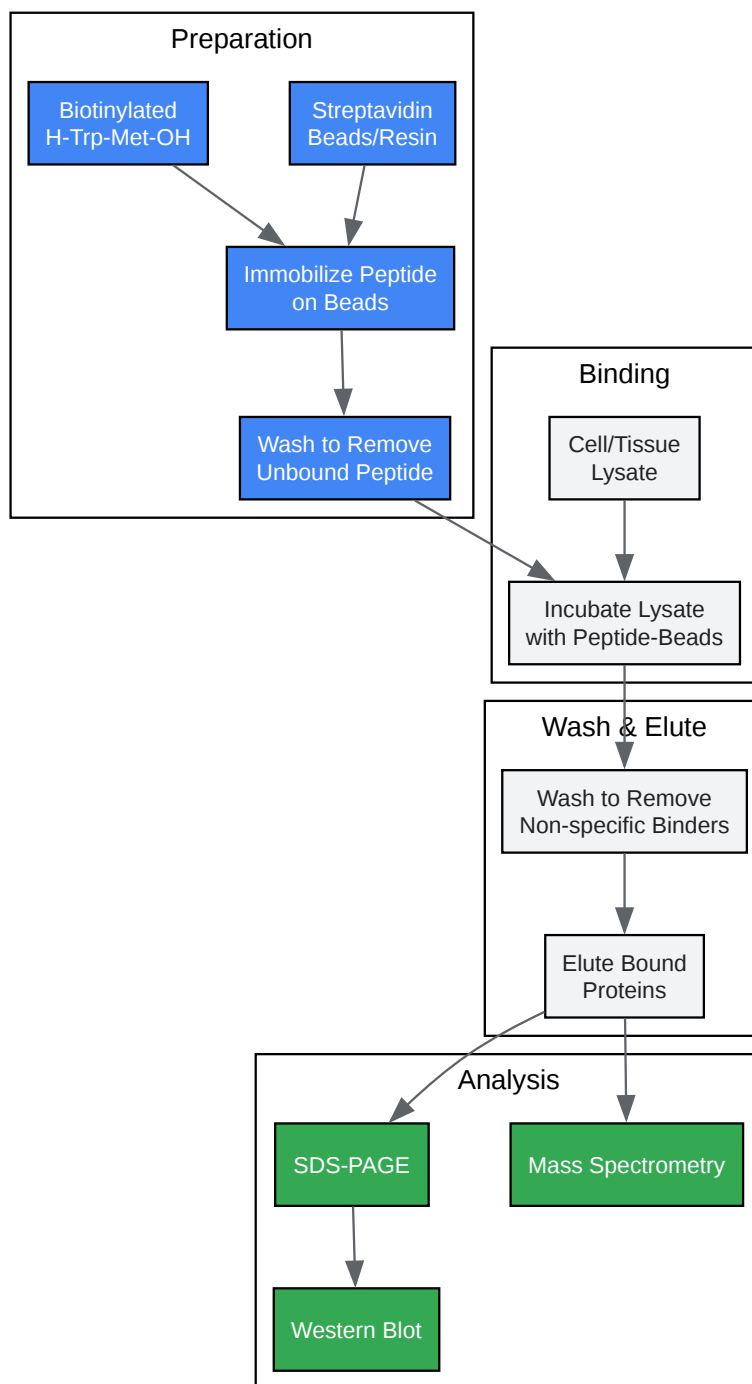 Preparation
Biotinylated
H-Trp-Met-OH
Streptavidin
Beads/Resin
Immobilize Peptide
on Beads
Wash to Remove
Unbound Peptide
Binding
Cell/Tissue
Lysate
Incubate Lysate
with Peptide-Beads
Wash & Elute
Wash to Remove
Non-specific Binders
Elute Bound
Proteins
Analysis
SDS-PAGE
Mass Spectrometry
Western Blot